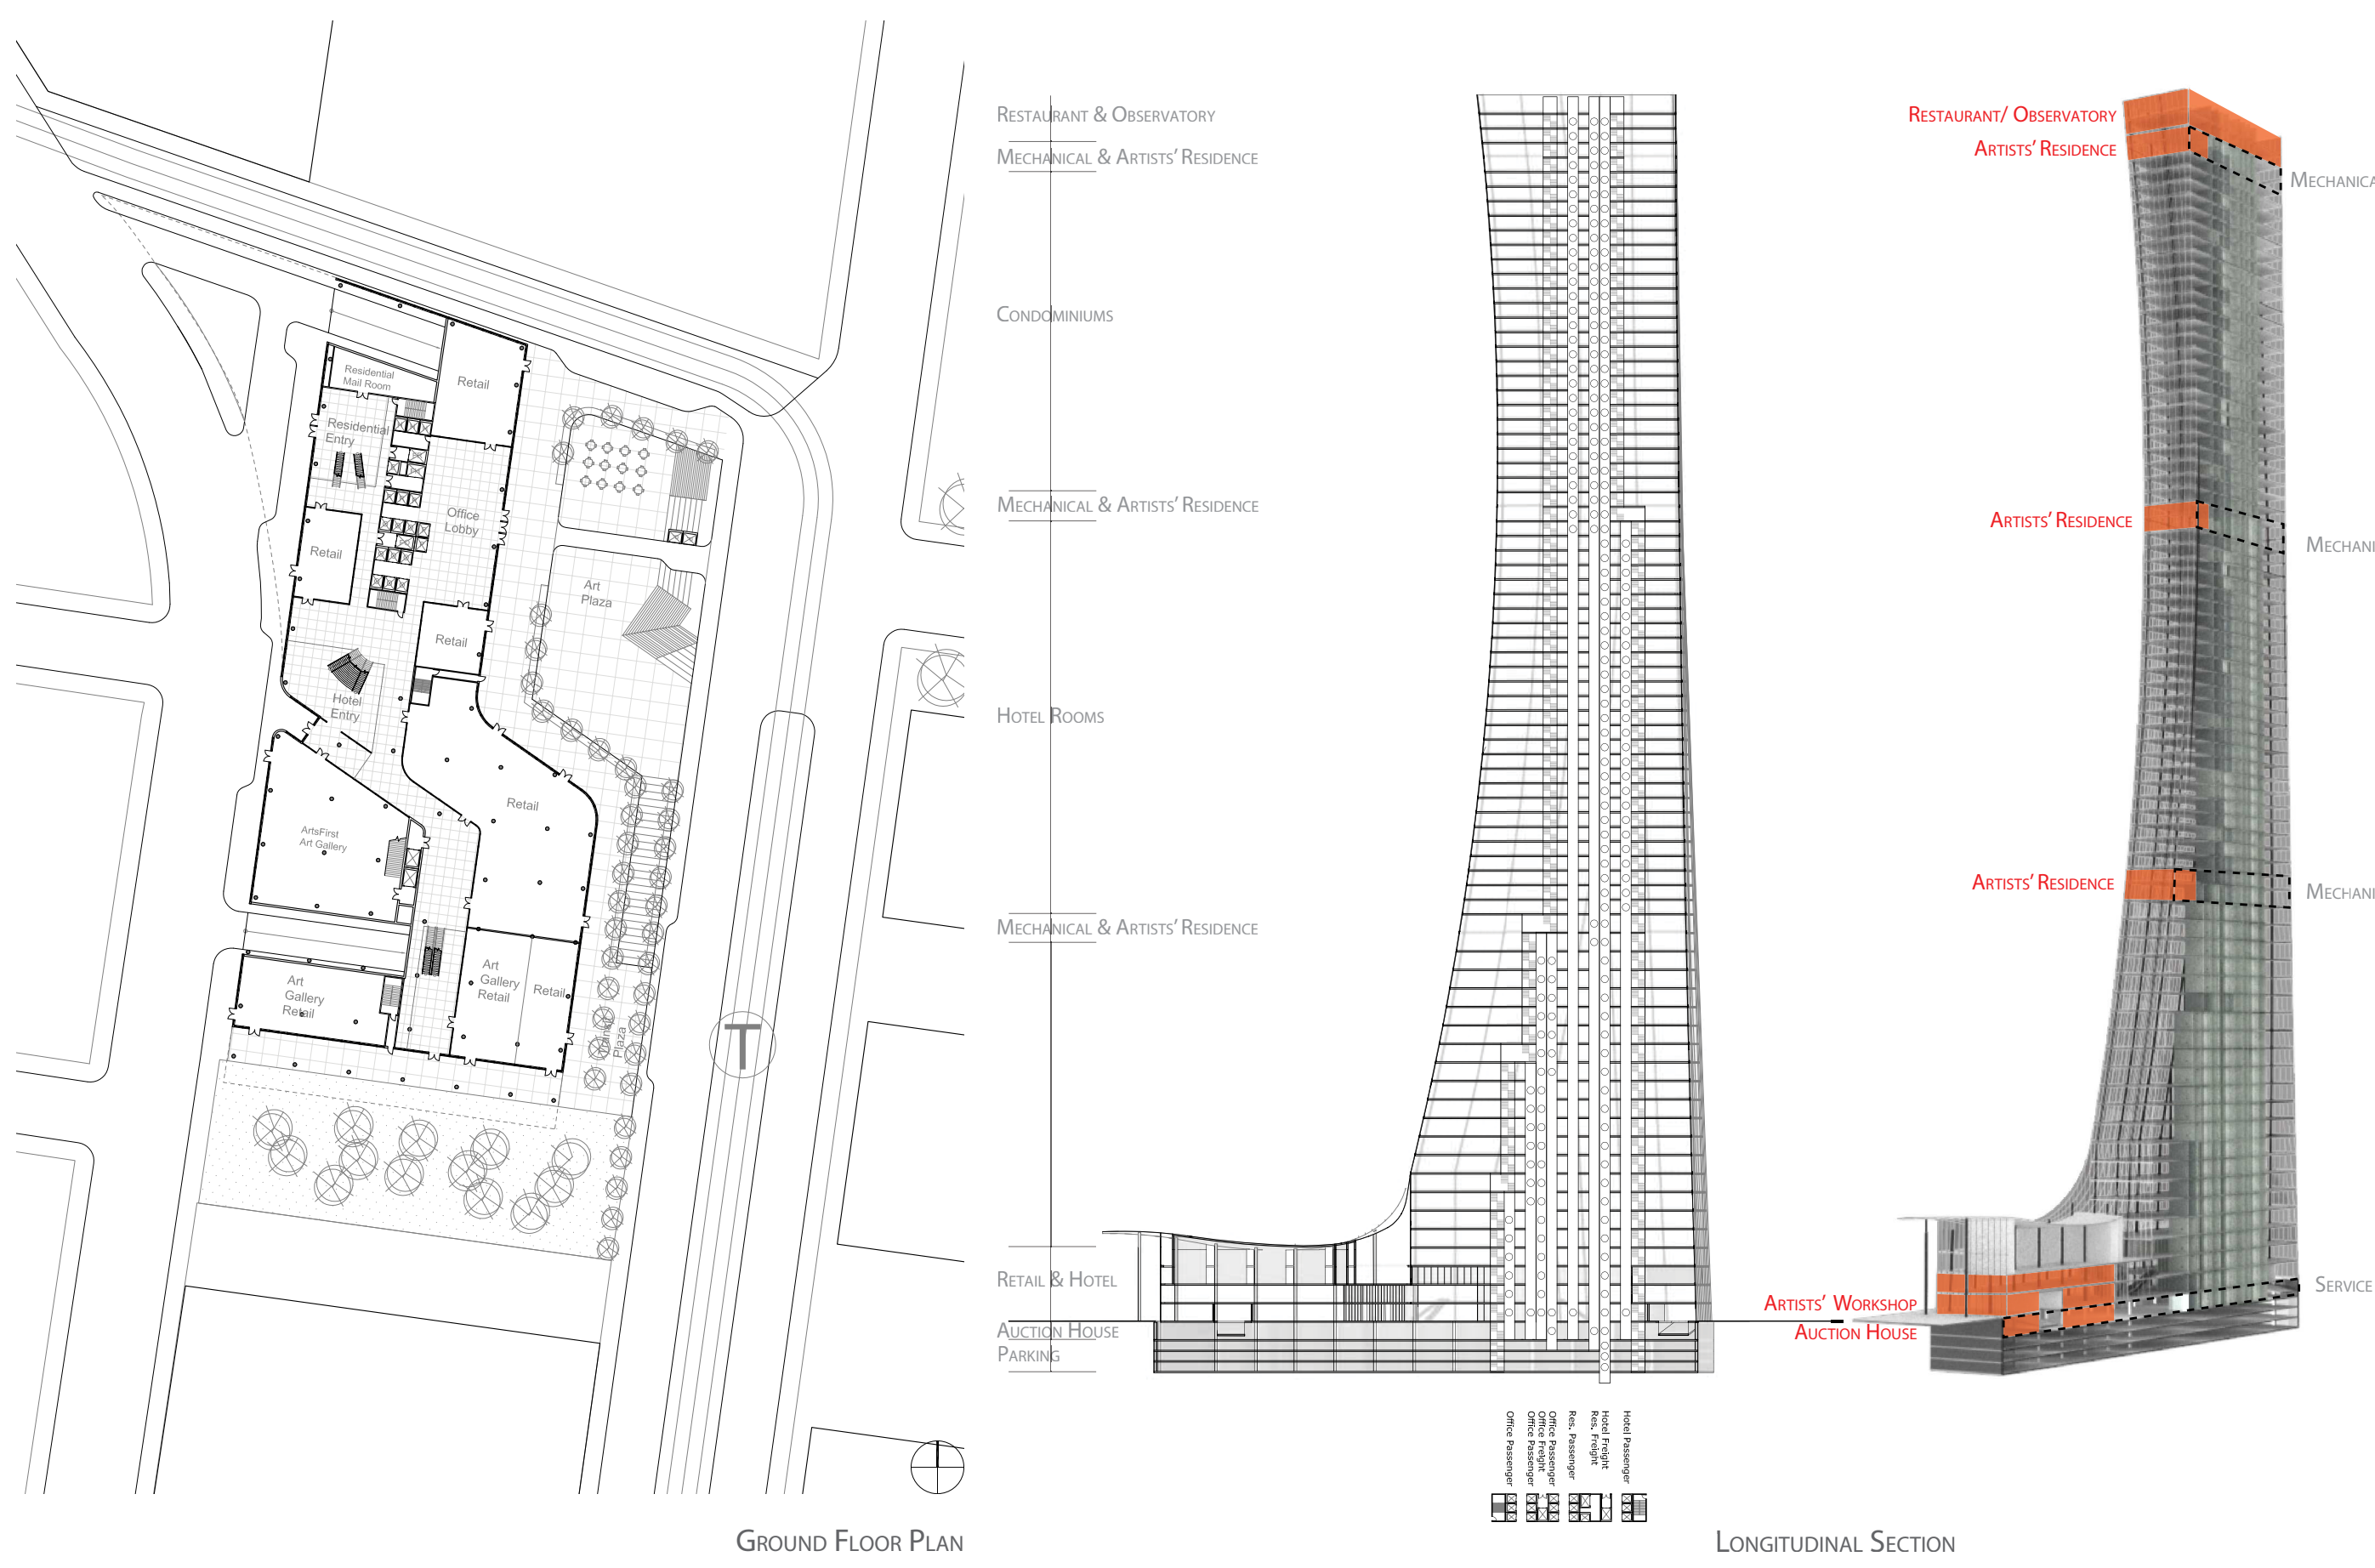 Residential
Mail Room
Retail
Residential
Entry
Office
Lobby
Retail
Art
Plaza
Retail
Hotel
Entry
Retail
ArtsFirst
Art Gallery
Art
Gallery
Retail
Art
Gallery
Retail
Retail
Plaza
T
GROUND FLOOR PLAN
RESTAURANT & OBSERVATORY
MECHANICAL & ARTISTS' RESIDENCE
CONDOMINIUMS
MECHANICAL & ARTISTS' RESIDENCE
HOTEL ROOMS
MECHANICAL & ARTISTS' RESIDENCE
RETAIL & HOTEL
AUCTION HOUSE
PARKING
Office Passenger
Office Passenger
Office Freight
Office Passenger
Res. Passenger
Res. Freight
Hotel Freight
Hotel Passenger
LONGITUDINAL SECTION
RESTAURANT/ OBSERVATORY
ARTISTS' RESIDENCE
MECHANICA
ARTISTS' RESIDENCE
MECHANI
ARTISTS' RESIDENCE
MECHANI
SERVICE
ARTISTS' WORKSHOP
AUCTION HOUSE